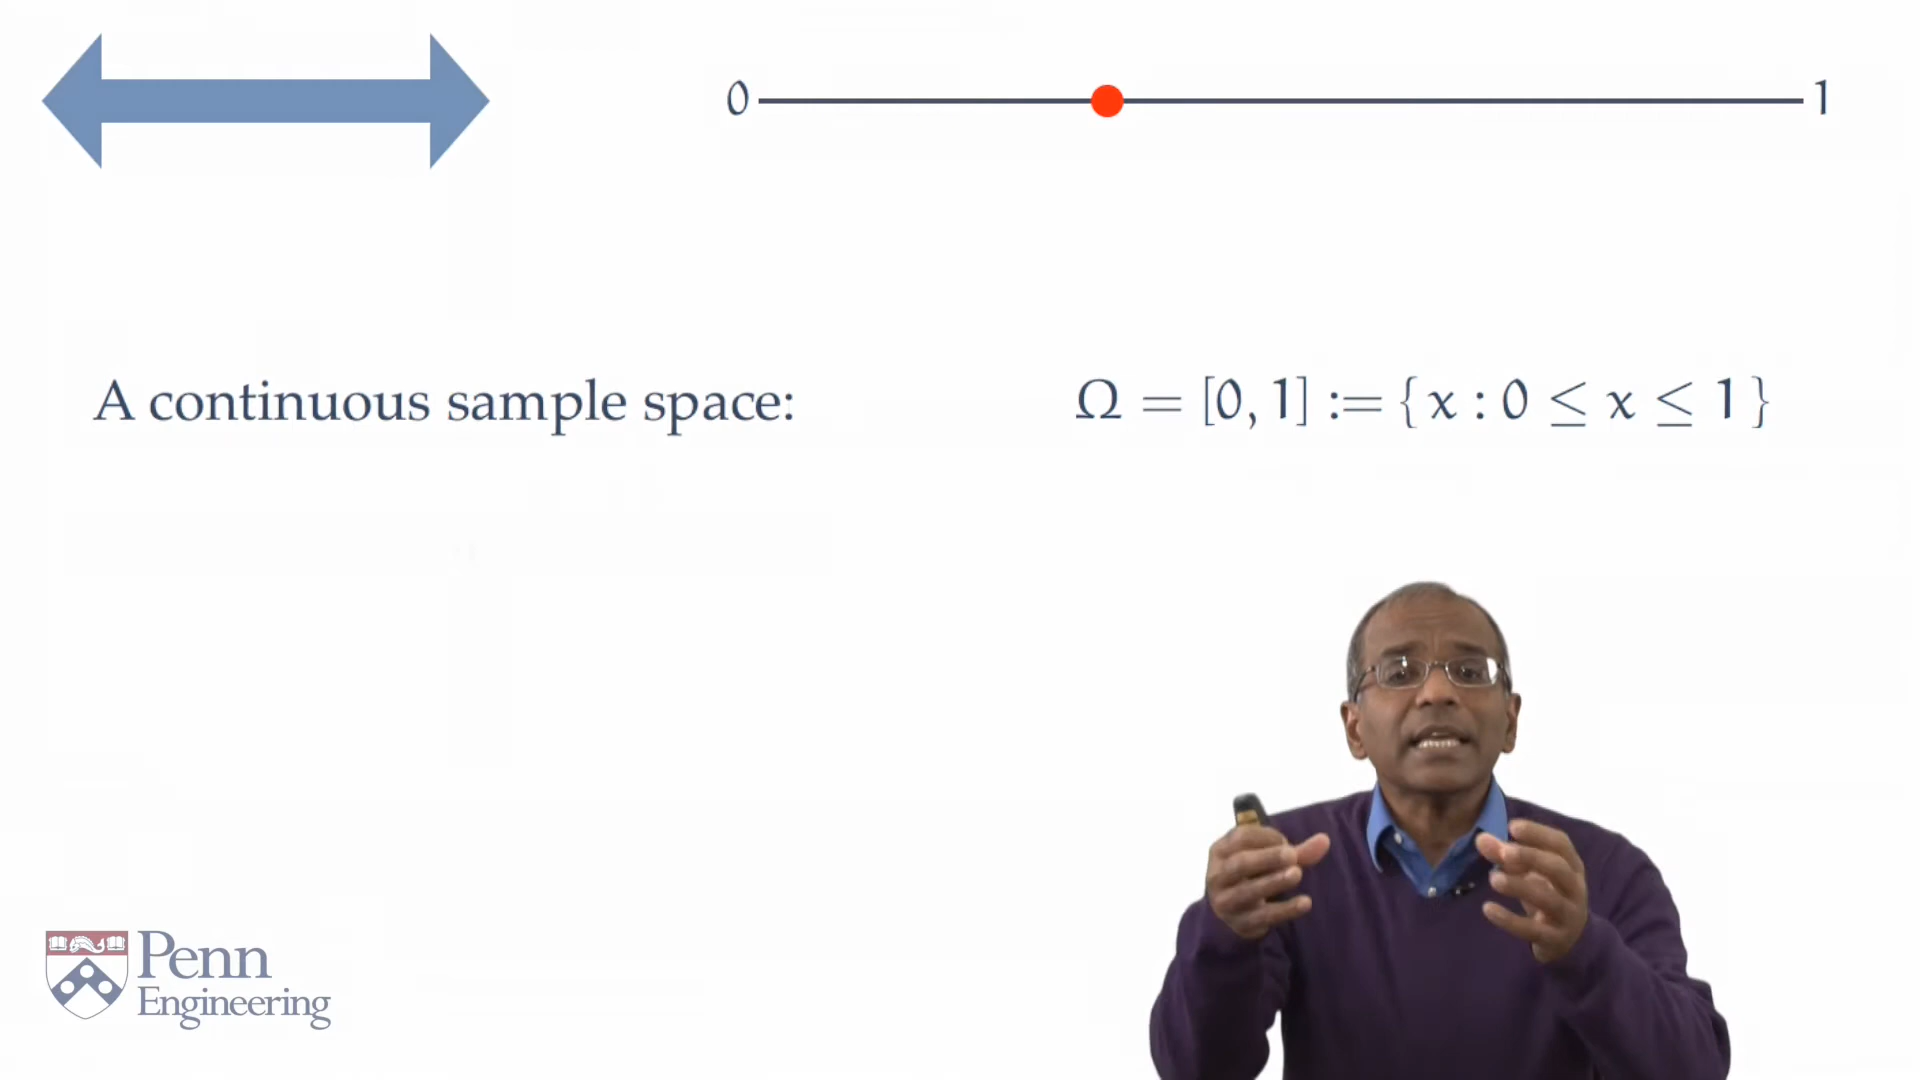 0 1
A continuous sample space: Ω = [0, 1] := { x : 0 ≤ x ≤ 1 }
Penn
Engineering